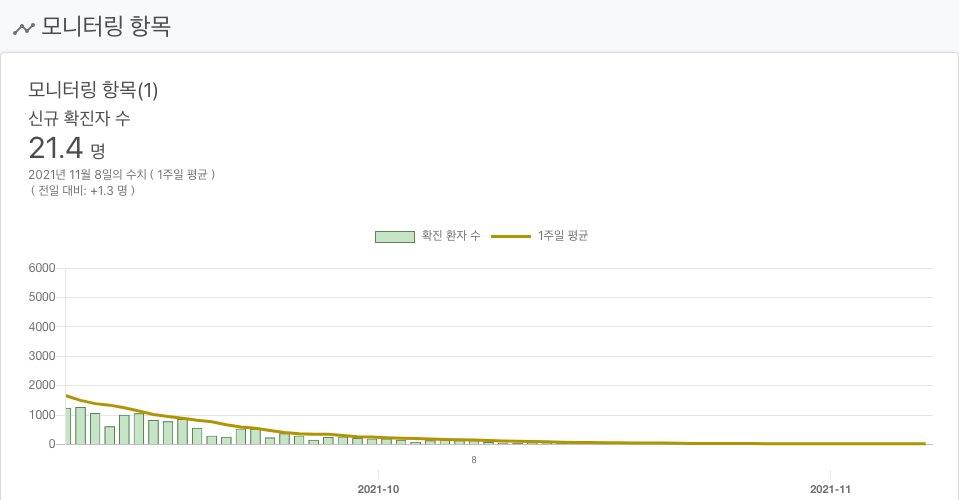 모니터링 항목
모니터링 항목(1)
신규 확진자 수
21.4 명
2021년 11월 8일의 수치 ( 1주일 평균 )
( 전일 대비: +1.3 명 )
확진 환자 수 1주일 평균
6000
5000
4000
3000
2000
1000
0
8
2021-10 2021-11